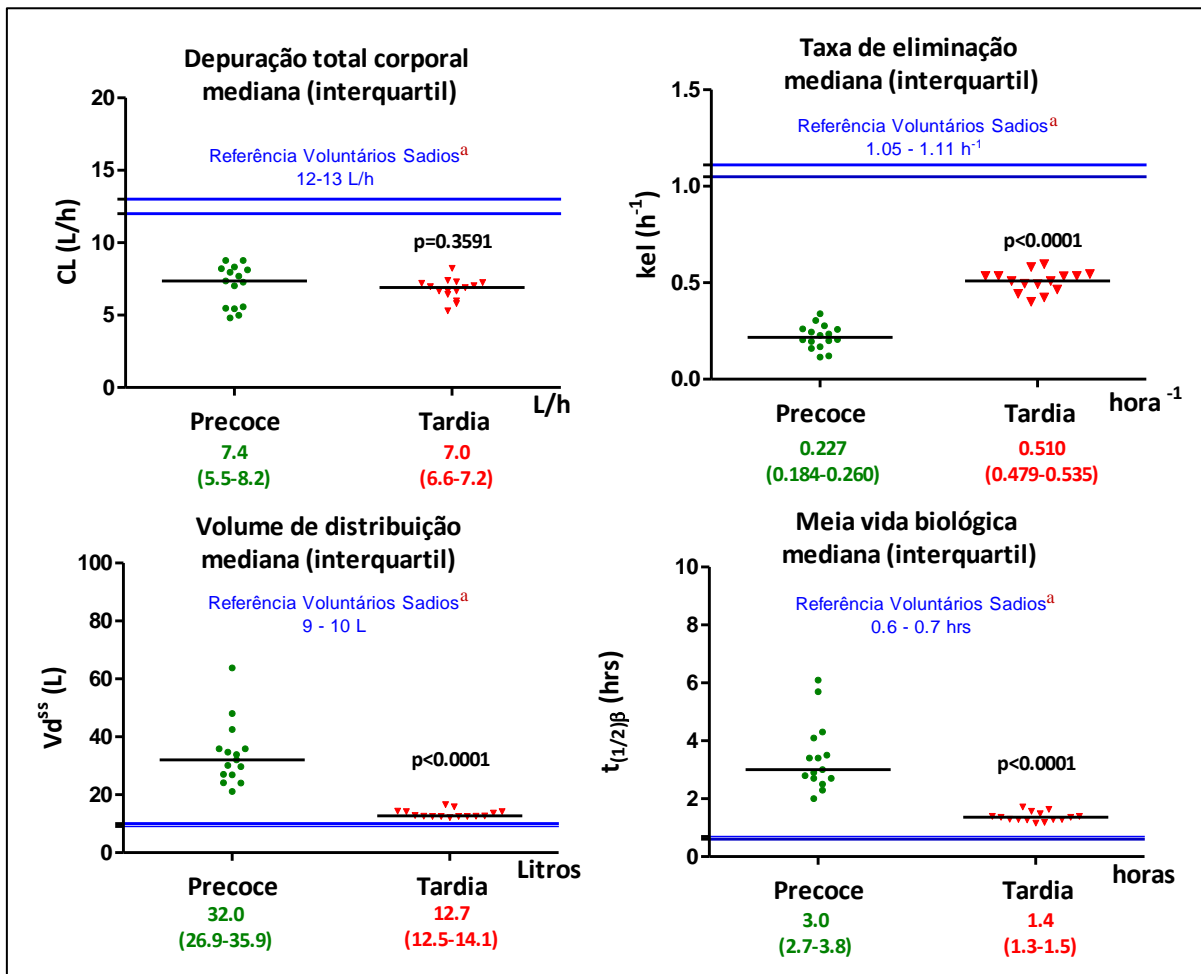 Depuração total corporal
mediana (interquartil)
20
15
10
5
0
CL (L/h)
Referência Voluntários Sadiosª
12-13 L/h
p=0.3591
L/h
Precoce
Tardia
7.4
7.0
(5.5-8.2)
(6.6-7.2)
Taxa de eliminação
mediana (interquartil)
1.5
1.0
0.5
0.0
kel (h⁻¹)
Referência Voluntários Sadiosª
1.05 - 1.11 h⁻¹
p<0.0001
hora ⁻¹
Precoce
Tardia
0.227
0.510
(0.184-0.260)
(0.479-0.535)
Volume de distribuição
mediana (interquartil)
100
80
60
40
20
0
Vdˢˢ (L)
Referência Voluntários Sadiosª
9 - 10 L
p<0.0001
Litros
Precoce
Tardia
32.0
12.7
(26.9-35.9)
(12.5-14.1)
Meia vida biológica
mediana (interquartil)
10
8
6
4
2
0
t(1/2)β (hrs)
Referência Voluntários Sadiosª
0.6 - 0.7 hrs
p<0.0001
horas
Precoce
Tardia
3.0
1.4
(2.7-3.8)
(1.3-1.5)